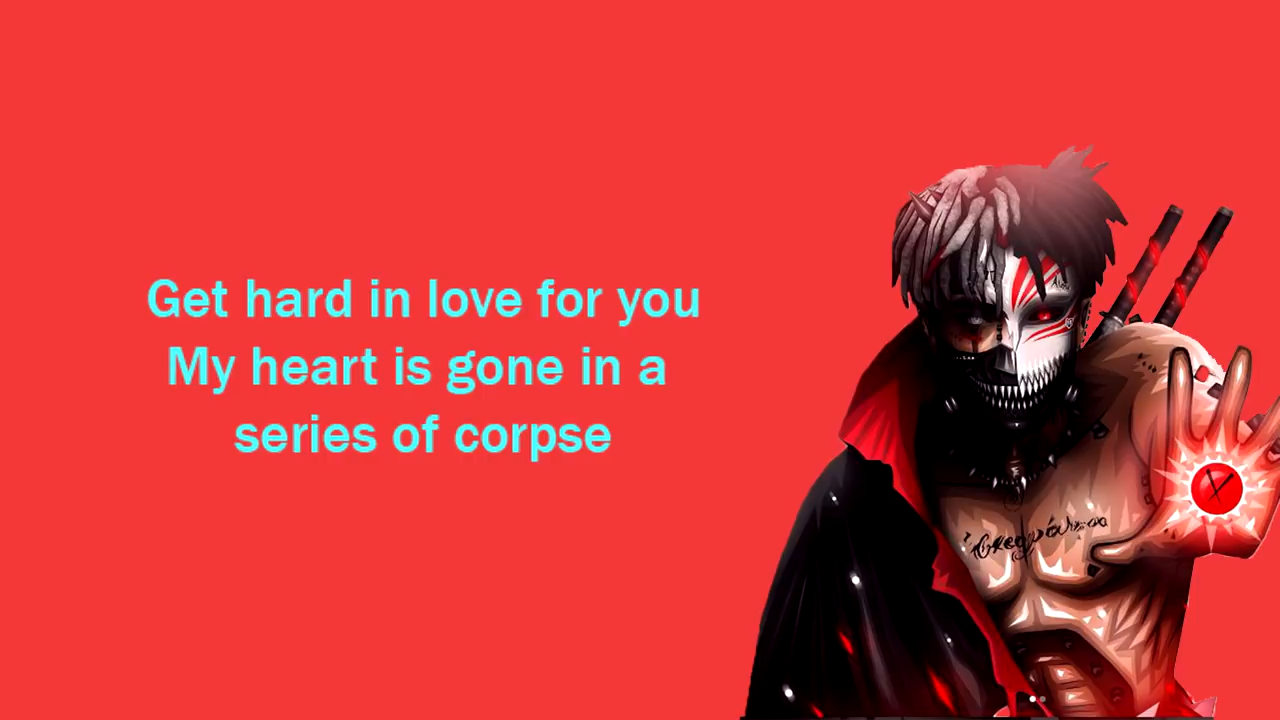 Get hard in love for you
My heart is gone in a
series of corpse